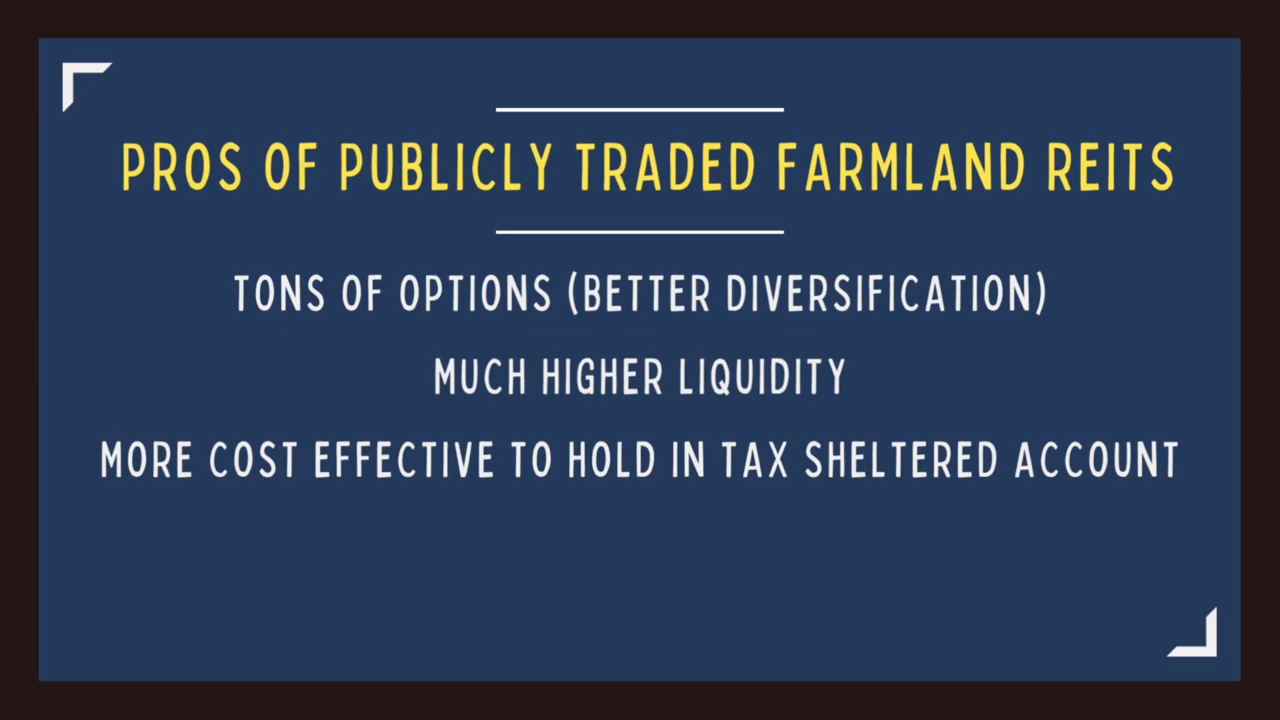 PROS OF PUBLICLY TRADED FARMLAND REITS
TONS OF OPTIONS (BETTER DIVERSIFICATION)
MUCH HIGHER LIQUIDITY
MORE COST EFFECTIVE TO HOLD IN TAX SHELTERED ACCOUNT